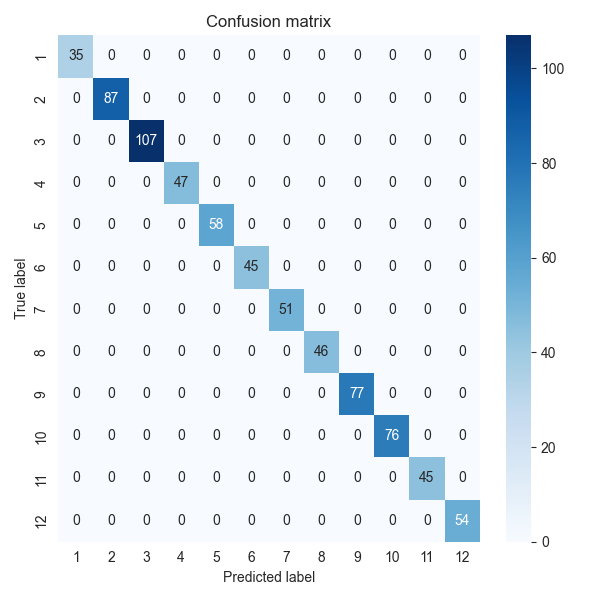 Confusion matrix
1 35 0 0 0 0 0 0 0 0 0 0 0
2 0 87 0 0 0 0 0 0 0 0 0 0
3 0 0 107 0 0 0 0 0 0 0 0 0
4 0 0 0 47 0 0 0 0 0 0 0 0
5 0 0 0 0 58 0 0 0 0 0 0 0
6 0 0 0 0 0 45 0 0 0 0 0 0
7 0 0 0 0 0 0 51 0 0 0 0 0
8 0 0 0 0 0 0 0 46 0 0 0 0
9 0 0 0 0 0 0 0 0 77 0 0 0
10 0 0 0 0 0 0 0 0 0 76 0 0
11 0 0 0 0 0 0 0 0 0 0 45 0
12 0 0 0 0 0 0 0 0 0 0 0 54
1 2 3 4 5 6 7 8 9 10 11 12
Predicted label
True label
100
80
60
40
20
0